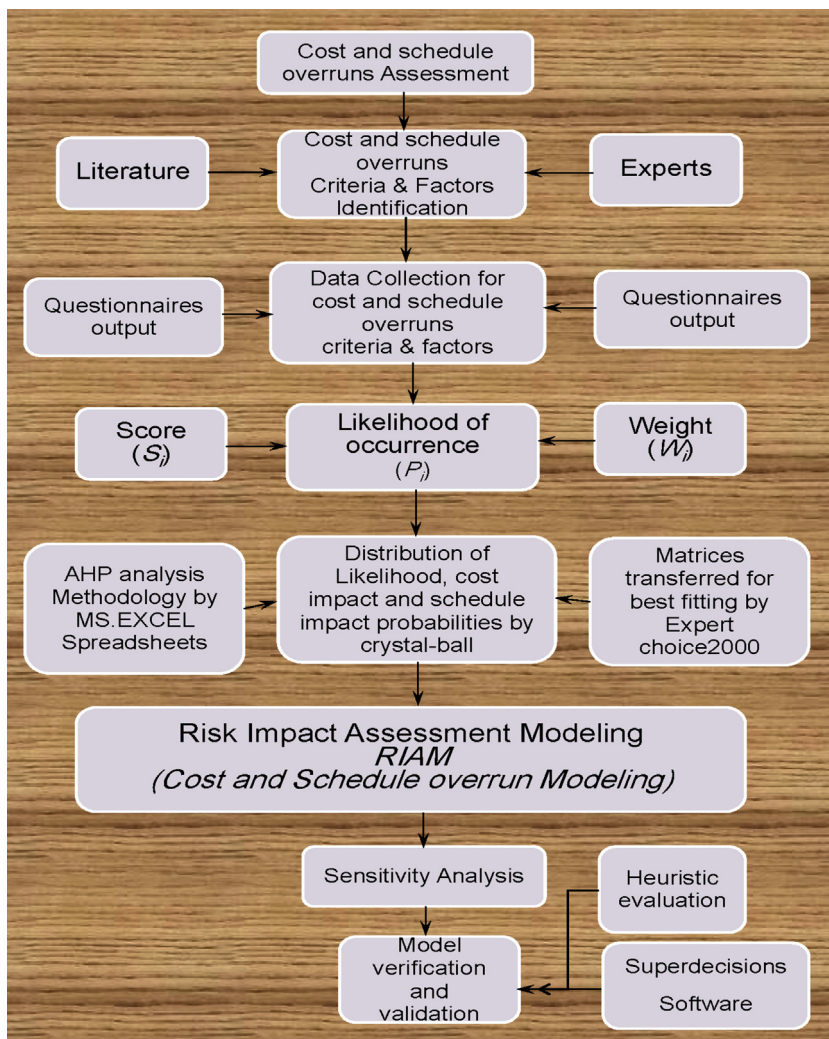 Cost and schedule
overruns Assessment
Literature
Cost and schedule
overruns
Criteria & Factors
Identification
Experts
Questionnaires
output
Data Collection for
cost and schedule
overruns
criteria & factors
Questionnaires
output
Score
(Si)
Likelihood of
occurrence
(Pi)
Weight
(Wi)
AHP analysis
Methodology by
MS.EXCEL
Spreadsheets
Distribution of
Likelihood, cost
impact and schedule
impact probabilities by
crystal-ball
Matrices
transferred for
best fitting by
Expert
choice2000
Risk Impact Assessment Modeling
RIAM
(Cost and Schedule overrun Modeling)
Sensitivity Analysis
Heuristic
evaluation
Model
verification
and
validation
Superdecisions
Software